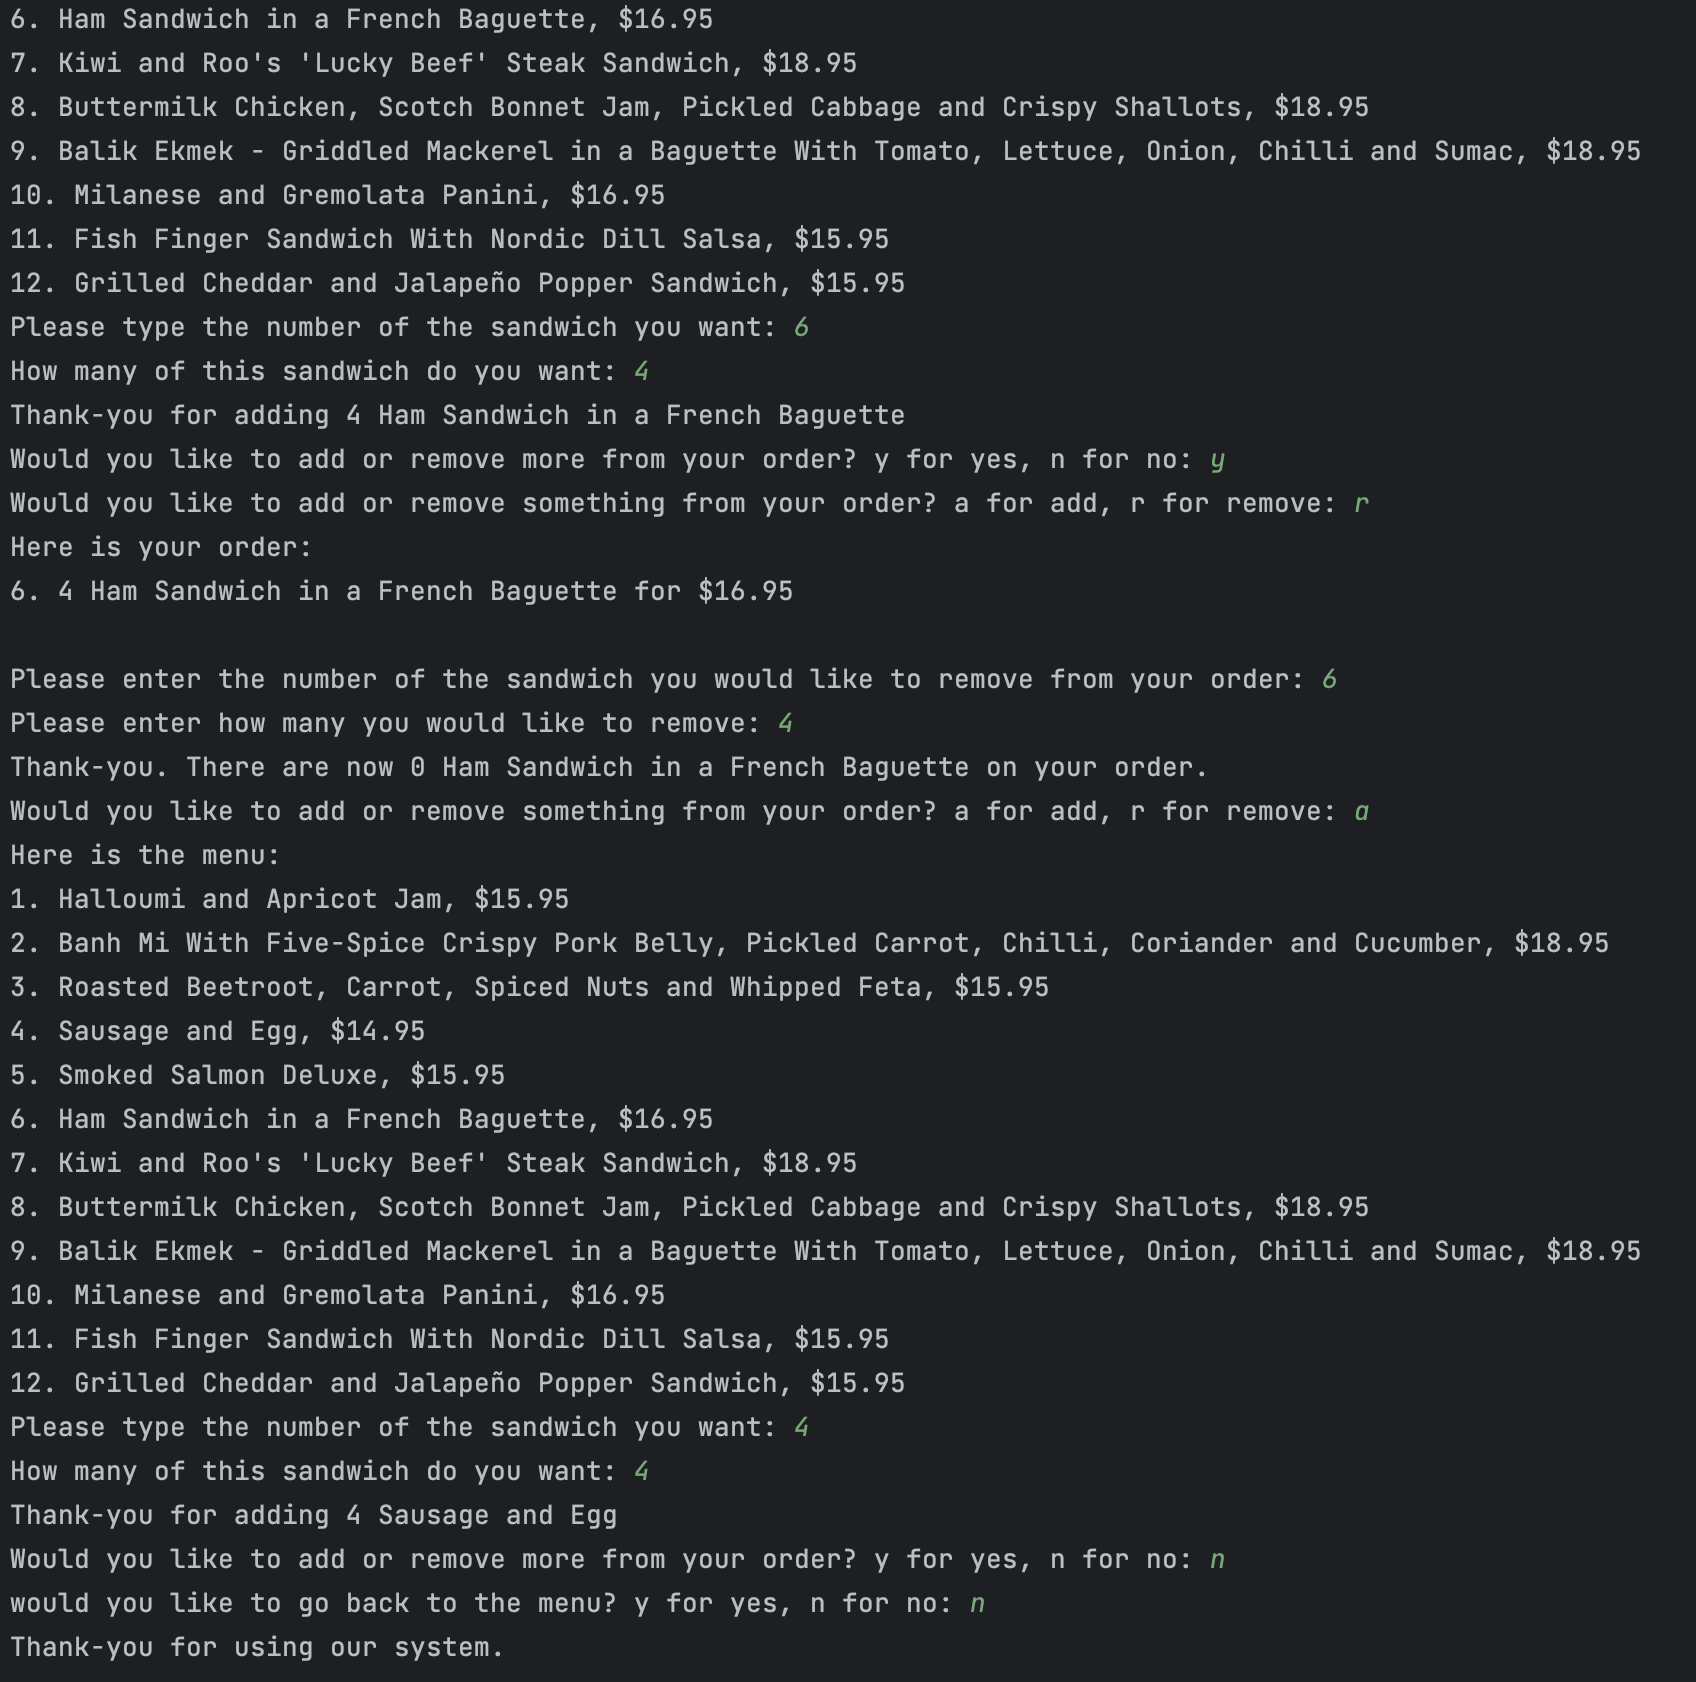 6. Ham Sandwich in a French Baguette, $16.95
7. Kiwi and Roo's 'Lucky Beef' Steak Sandwich, $18.95
8. Buttermilk Chicken, Scotch Bonnet Jam, Pickled Cabbage and Crispy Shallots, $18.95
9. Balik Ekmek - Griddled Mackerel in a Baguette With Tomato, Lettuce, Onion, Chilli and Sumac, $18.95
10. Milanese and Gremolata Panini, $16.95
11. Fish Finger Sandwich With Nordic Dill Salsa, $15.95
12. Grilled Cheddar and Jalapeño Popper Sandwich, $15.95
Please type the number of the sandwich you want: 6
How many of this sandwich do you want: 4
Thank-you for adding 4 Ham Sandwich in a French Baguette
Would you like to add or remove more from your order? y for yes, n for no: y
Would you like to add or remove something from your order? a for add, r for remove: r
Here is your order:
6. 4 Ham Sandwich in a French Baguette for $16.95
Please enter the number of the sandwich you would like to remove from your order: 6
Please enter how many you would like to remove: 4
Thank-you. There are now 0 Ham Sandwich in a French Baguette on your order.
Would you like to add or remove something from your order? a for add, r for remove: a
Here is the menu:
1. Halloumi and Apricot Jam, $15.95
2. Banh Mi With Five-Spice Crispy Pork Belly, Pickled Carrot, Chilli, Coriander and Cucumber, $18.95
3. Roasted Beetroot, Carrot, Spiced Nuts and Whipped Feta, $15.95
4. Sausage and Egg, $14.95
5. Smoked Salmon Deluxe, $15.95
6. Ham Sandwich in a French Baguette, $16.95
7. Kiwi and Roo's 'Lucky Beef' Steak Sandwich, $18.95
8. Buttermilk Chicken, Scotch Bonnet Jam, Pickled Cabbage and Crispy Shallots, $18.95
9. Balik Ekmek - Griddled Mackerel in a Baguette With Tomato, Lettuce, Onion, Chilli and Sumac, $18.95
10. Milanese and Gremolata Panini, $16.95
11. Fish Finger Sandwich With Nordic Dill Salsa, $15.95
12. Grilled Cheddar and Jalapeño Popper Sandwich, $15.95
Please type the number of the sandwich you want: 4
How many of this sandwich do you want: 4
Thank-you for adding 4 Sausage and Egg
Would you like to add or remove more from your order? y for yes, n for no: n
would you like to go back to the menu? y for yes, n for no: n
Thank-you for using our system.